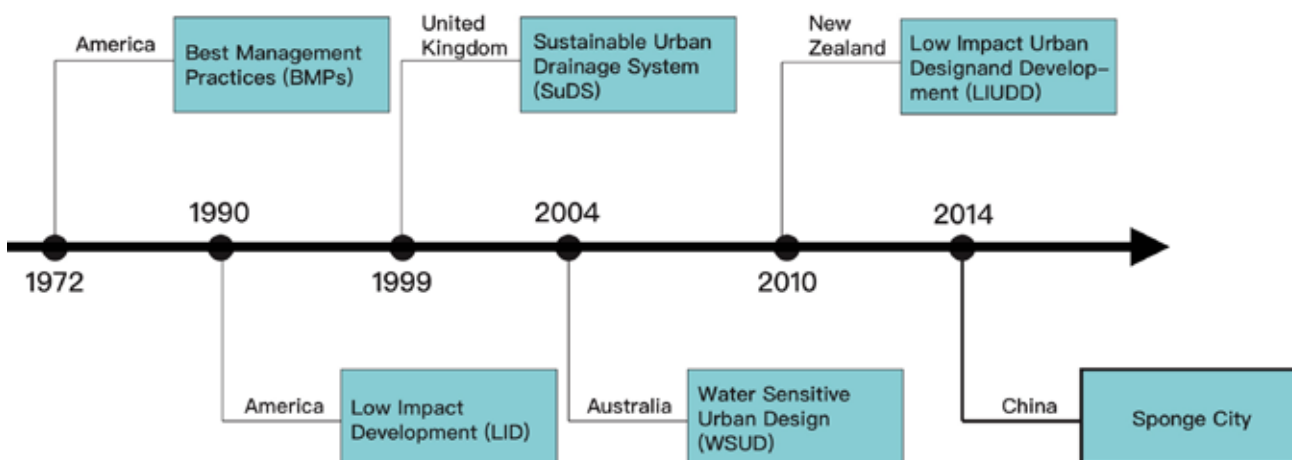 America
Best Management
Practices (BMPs)
United
Kingdom
Sustainable Urban
Drainage System
(SuDS)
New
Zealand
Low Impact Urban
Designand Develop-
ment (LIUDD)
1990
2004
2014
1972
1999
2010
America
Low Impact
Development (LID)
Australia
Water Sensitive
Urban Design
(WSUD)
China
Sponge City